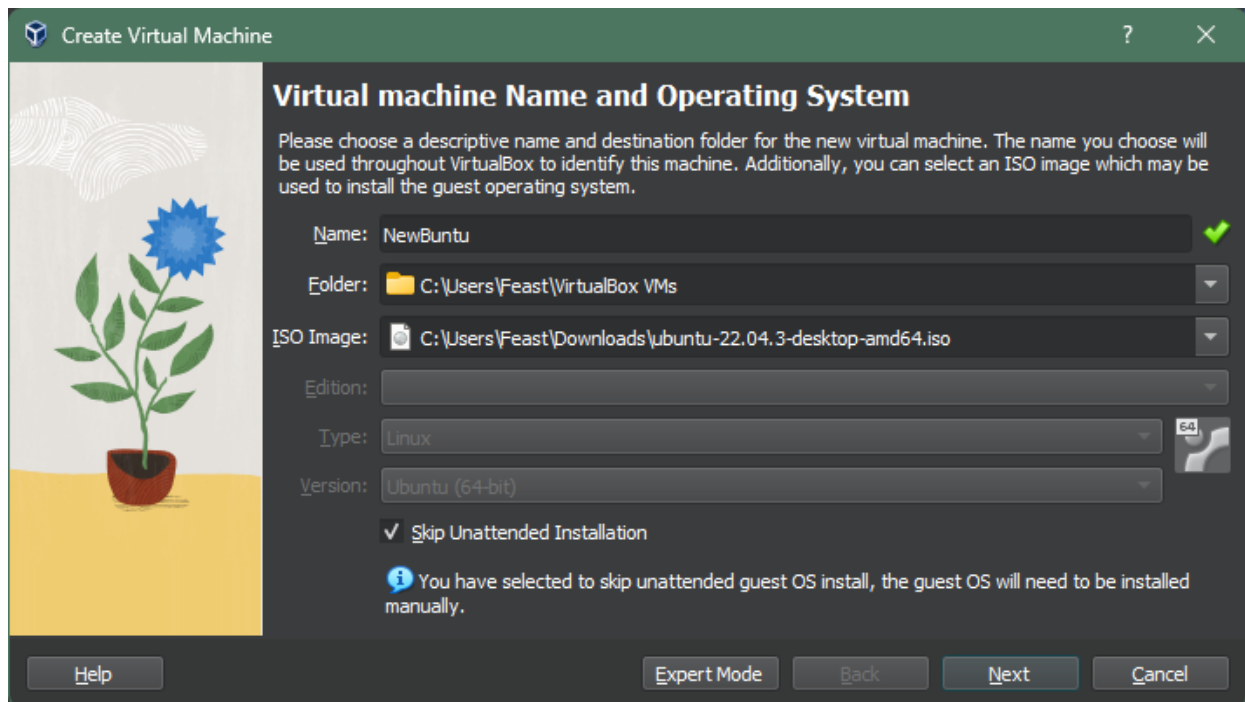 Create Virtual Machine
?
Virtual machine Name and Operating System
Please choose a descriptive name and destination folder for the new virtual machine. The name you choose will
be used throughout VirtualBox to identify this machine. Additionally, you can select an ISO image which may be
used to install the guest operating system.
Name: NewBuntu
Folder: C:\Users\Feast\VirtualBox VMs
ISO Image: C:\Users\Feast\Downloads\ubuntu-22.04.3-desktop-amd64.iso
Edition:
Type: Linux
64
Version: Ubuntu (64-bit)
Skip Unattended Installation
You have selected to skip unattended guest OS install, the guest OS will need to be installed
manually.
Help Expert Mode Back Next Cancel